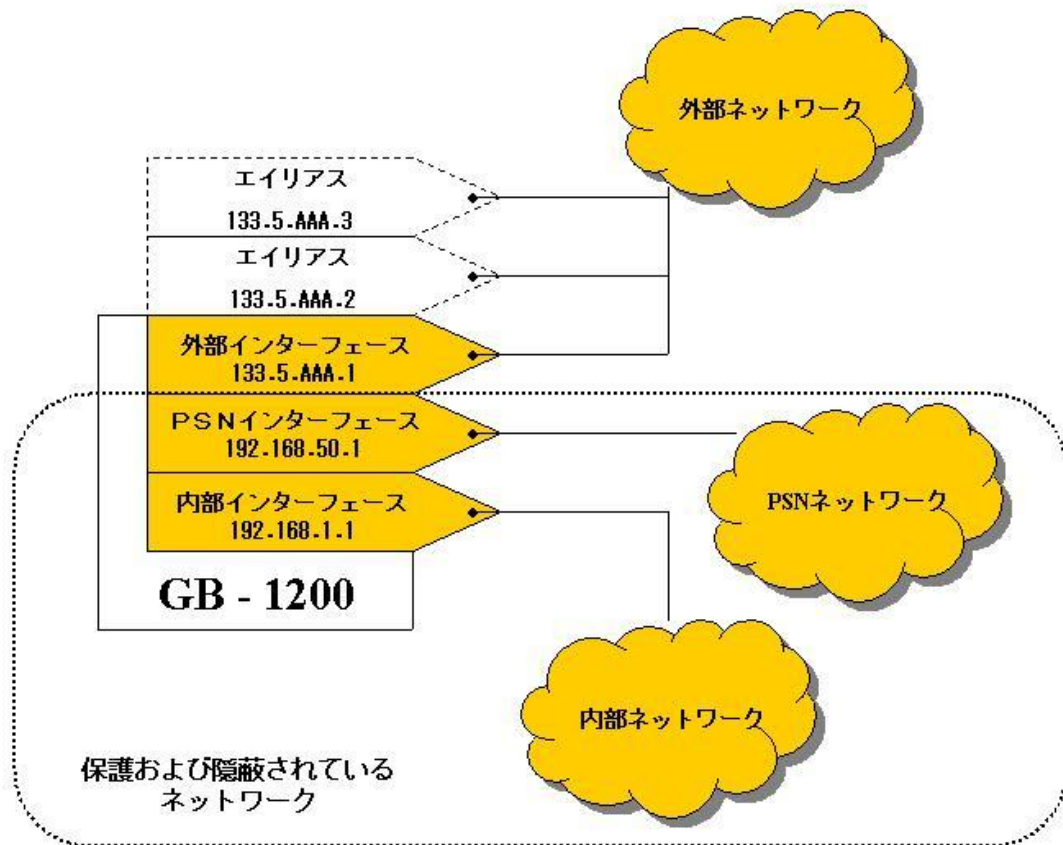 外部ネットワーク
エイリアス
133-5-AAA-3
エイリアス
133-5-AAA-2
外部インターフェース
133-5-AAA-1
PSNインターフェース
192-168-50-1
PSNネットワーク
内部インターフェース
192-168-1-1
GB - 1200
内部ネットワーク
保護および隠蔽されている
ネットワーク